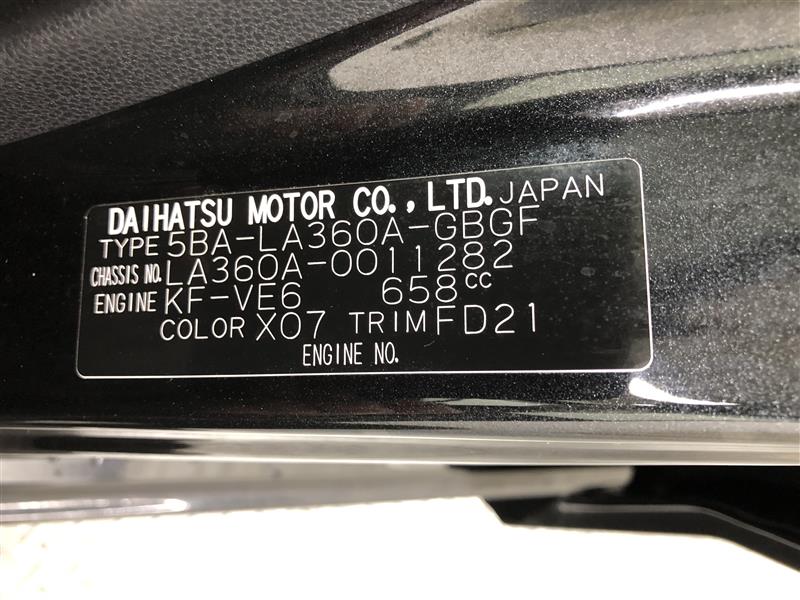 DAIHATSU MOTOR CO., LTD. JAPAN
TYPE 5BA-LA360A-GBGF
CHASSIS NO. LA360A-0011282
ENGINE KF-VE6 658CC
COLOR X07 TRIM FD21
ENGINE NO.